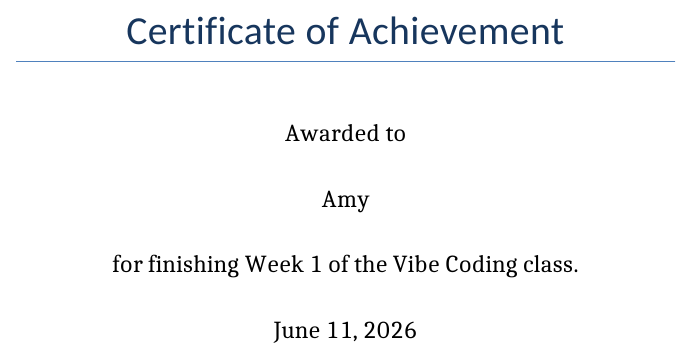 Certificate of Achievement
Awarded to
Amy
for finishing Week 1 of the Vibe Coding class.
June 11, 2026